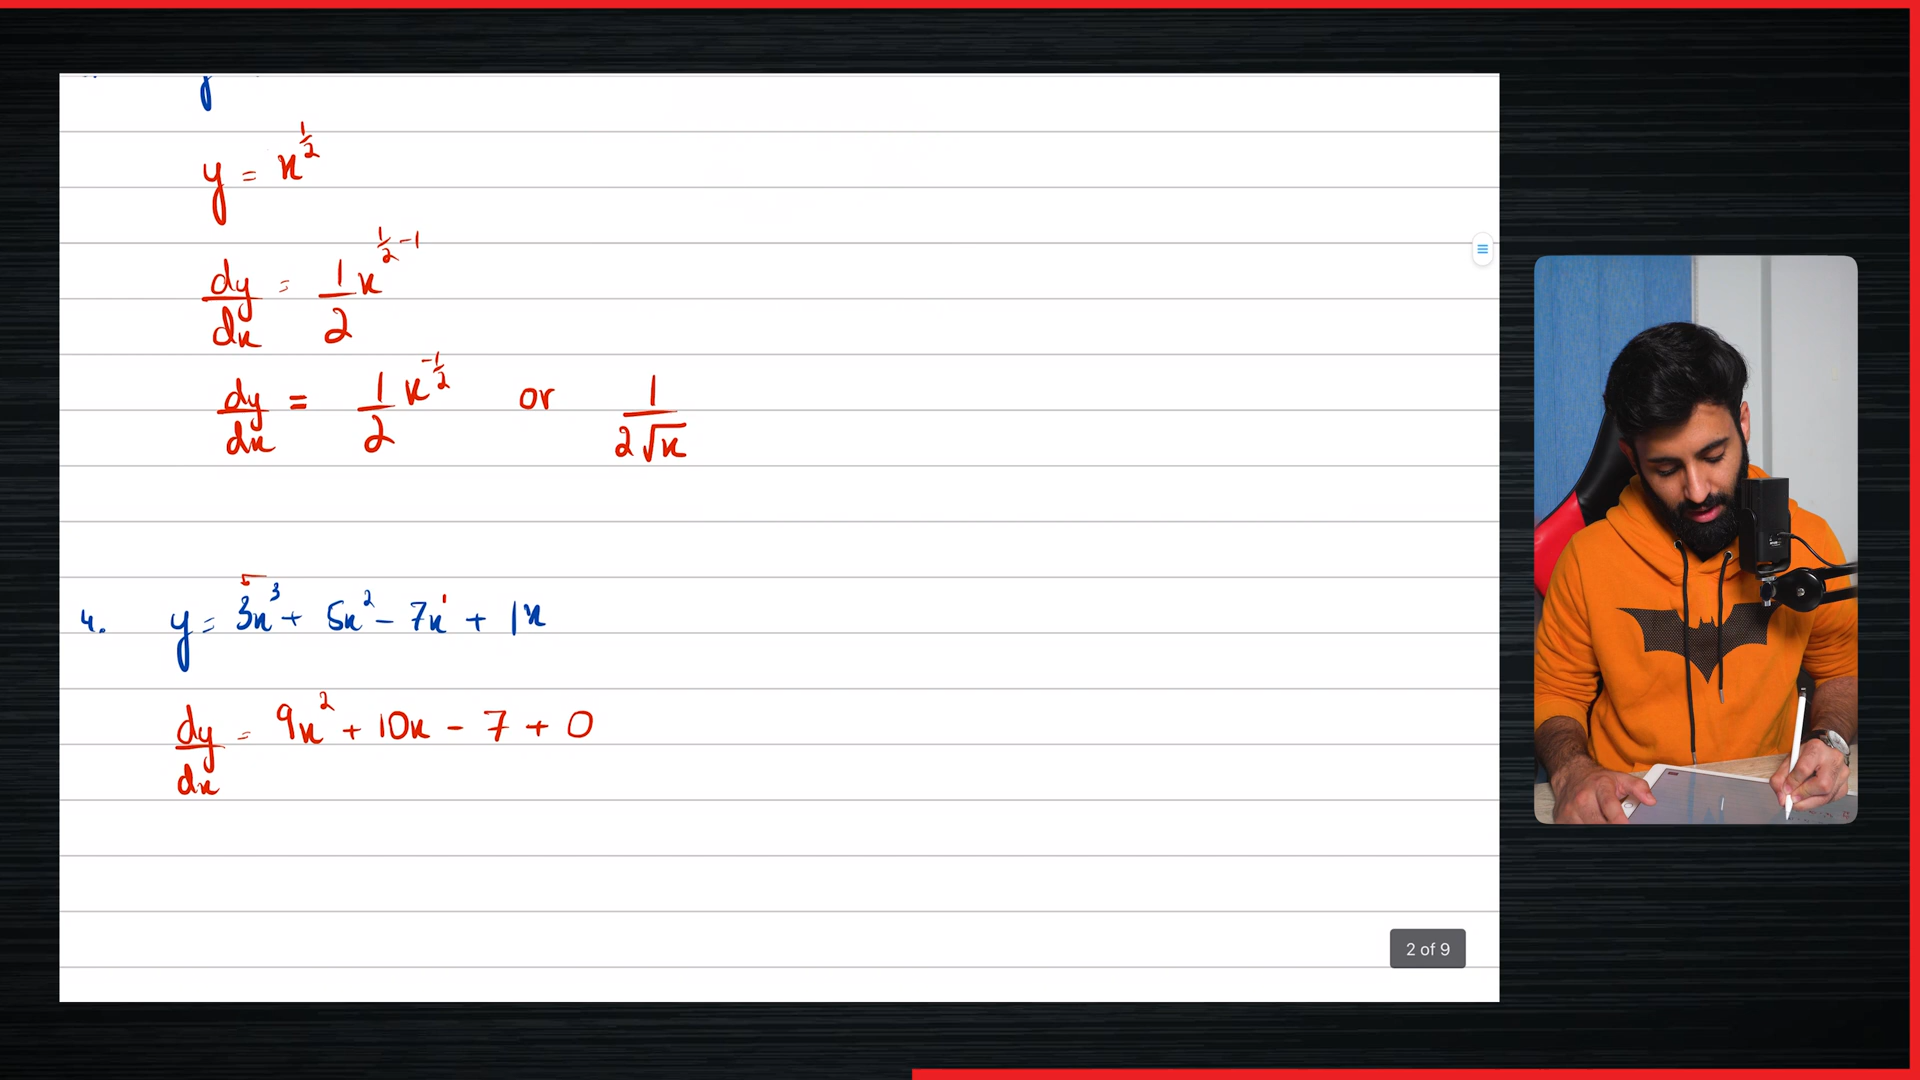 y
y = x^{1/2}
dy/dx = 1/2 x^{1/2 - 1}
dy/dx = 1/2 x^{-1/2} or 1/(2√x)
4. y = 3x^3 + 5x^2 - 7x^1 + 1x
dy/dx = 9x^2 + 10x - 7 + 0
2 of 9